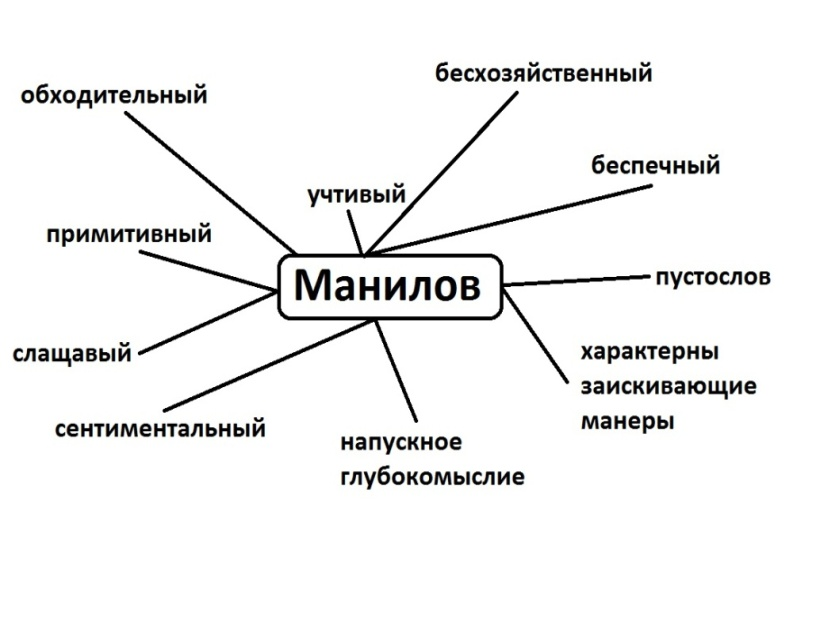 бесхозяйственный
обходительный
беспечный
учтивый
примитивный
Манилов
пустослов
слащавый
характерны
заискивающие
манеры
сентиментальный
напускное
глубокомыслие